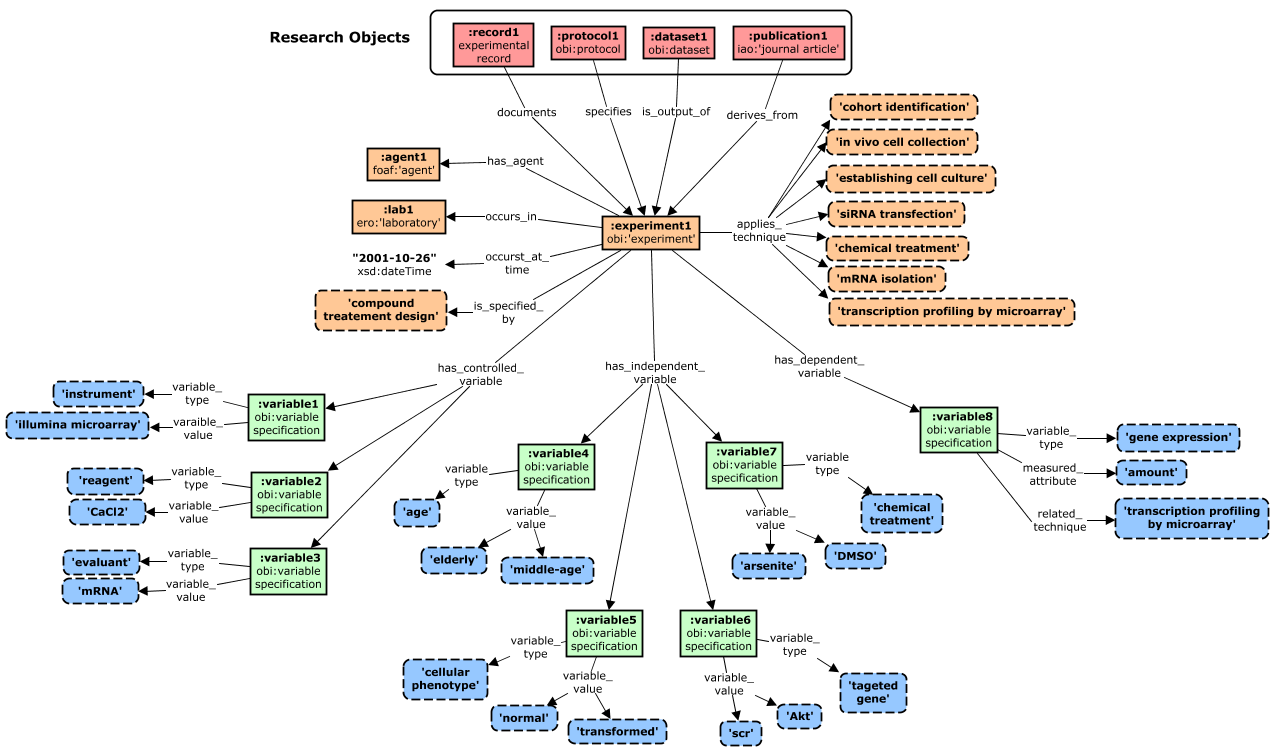 Research Objects
:record1
experimental
record
:protocol1
obi:protocol
:dataset1
obi:dataset
:publication1
iao:'journal article'
documents
specifies
is_output_of
derives_from
'cohort identification'
'in vivo cell collection'
'establishing cell culture'
'siRNA transfection'
'chemical treatment'
'mRNA isolation'
'transcription profiling by microarray'
applies_
technique
:agent1
foaf:'agent'
has_agent
:lab1
ero:'laboratory'
occurs_in
:experiment1
obi:'experiment'
"2001-10-26"
xsd:dateTime
occurst_at_
time
'compound
treatement design'
is_specified_
by
has_controlled_
variable
has_independent_
variable
has_dependent_
variable
'instrument'
variable_
type
'illumina microarray'
varaible_
value
:variable1
obi:variable
specification
'reagent'
variable_
type
'CaCl2'
variable_
value
:variable2
obi:variable
specification
'evaluant'
variable_
type
'mRNA'
variable_
value
:variable3
obi:variable
specification
:variable4
obi:variable
specification
variable
type
'age'
variable_
value
'elderly'
'middle-age'
:variable7
obi:variable
specification
variable
type
'chemical
treatment'
variable_
value
'arsenite'
'DMSO'
:variable8
obi:variable
specification
variable_
type
'gene expression'
measured_
attribute
'amount'
related_
technique
'transcription profiling
by microarray'
:variable5
obi:variable
specification
variable_
type
'cellular
phenotype'
variable_
value
'normal'
'transformed'
:variable6
obi:variable
specification
variable_
type
'tageted
gene'
variable_
value
'Akt'
'scr'